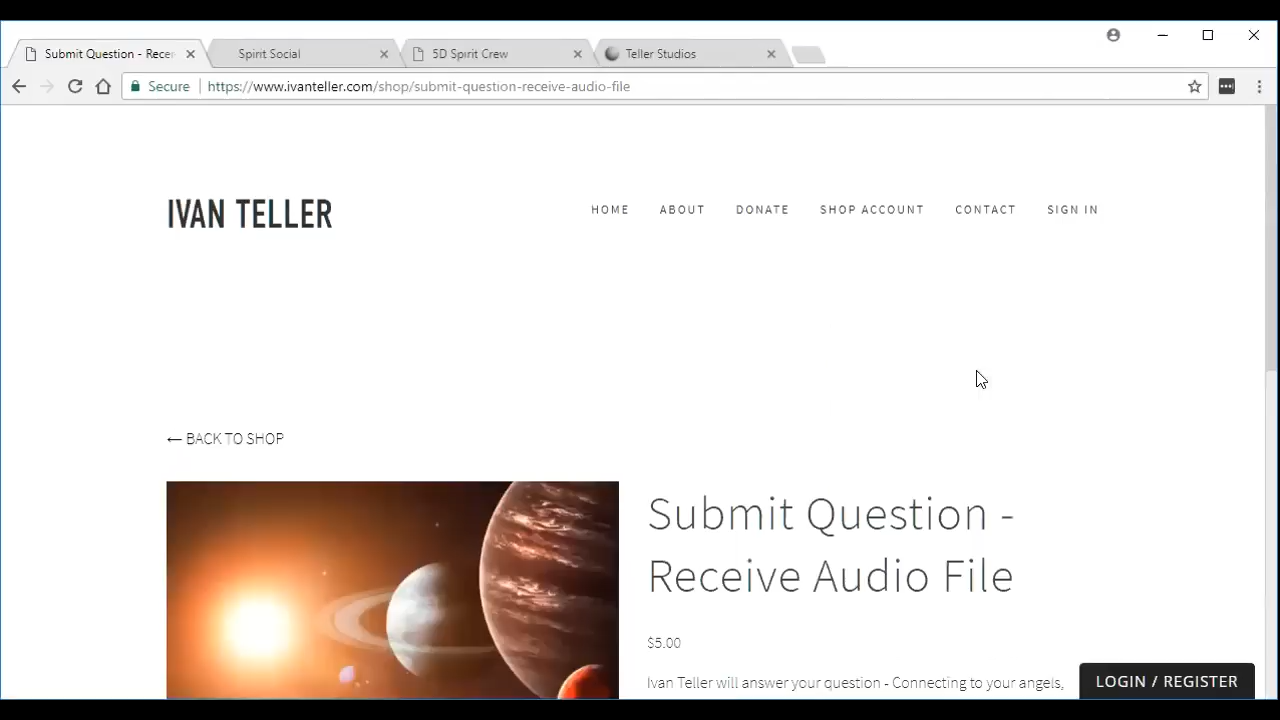 Submit Question - Rece
Spirit Social
5D Spirit Crew
Teller Studios
Secure
https://www.ivanteller.com/shop/submit-question-receive-audio-file
IVAN TELLER
HOME
ABOUT
DONATE
SHOP ACCOUNT
CONTACT
SIGN IN
← BACK TO SHOP
Submit Question -
Receive Audio File
$5.00
Ivan Teller will answer your question - Connecting to your angels,
LOGIN / REGISTER